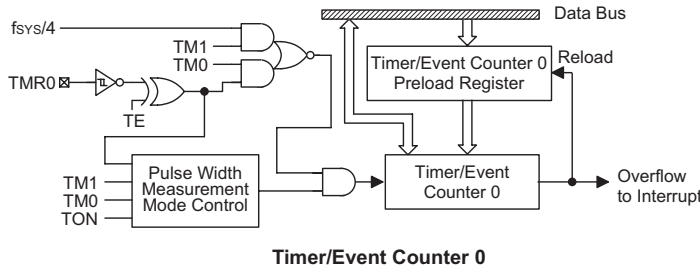 fSYS/4
Data Bus
TM1
TM0
Timer/Event Counter 0
Preload Register
Reload
TMR0
TE
TM1
TM0
TON
Pulse Width
Measurement
Mode Control
Timer/Event
Counter 0
Overflow
to Interrupt
Timer/Event Counter 0